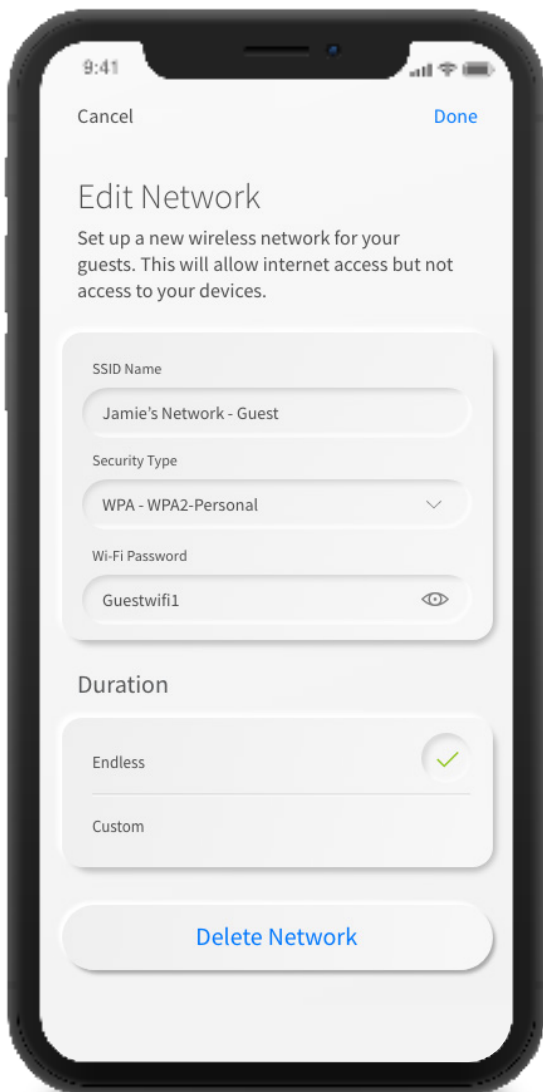 9:41
Cancel
Done
Edit Network
Set up a new wireless network for your
guests. This will allow internet access but not
access to your devices.
SSID Name
Jamie’s Network - Guest
Security Type
WPA - WPA2-Personal
Wi-Fi Password
Guestwifi1
Duration
Endless
Custom
Delete Network